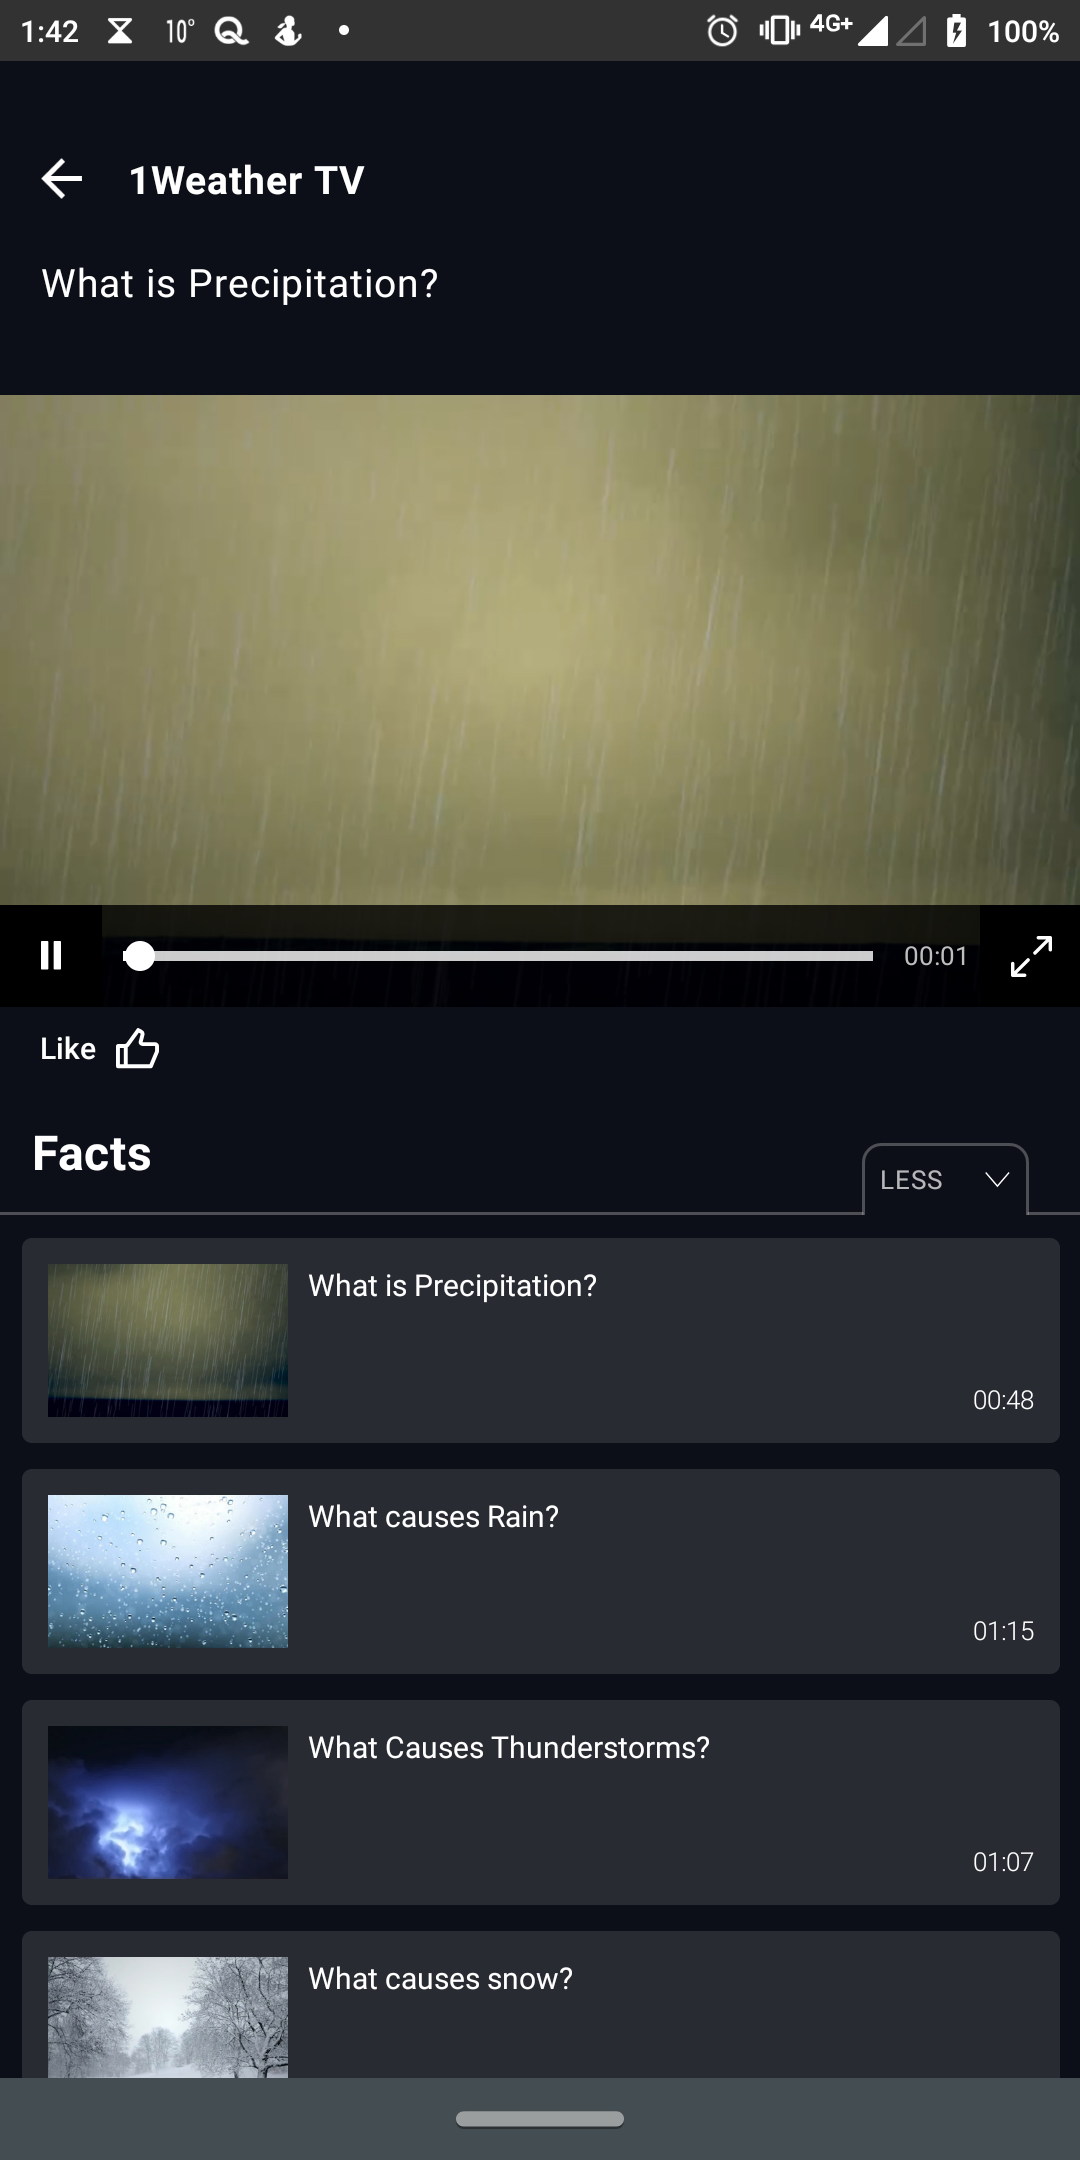 1:42 10° 4G+ 100%
1Weather TV
What is Precipitation?
00:01
Like
Facts
LESS
What is Precipitation?
00:48
What causes Rain?
01:15
What Causes Thunderstorms?
01:07
What causes snow?